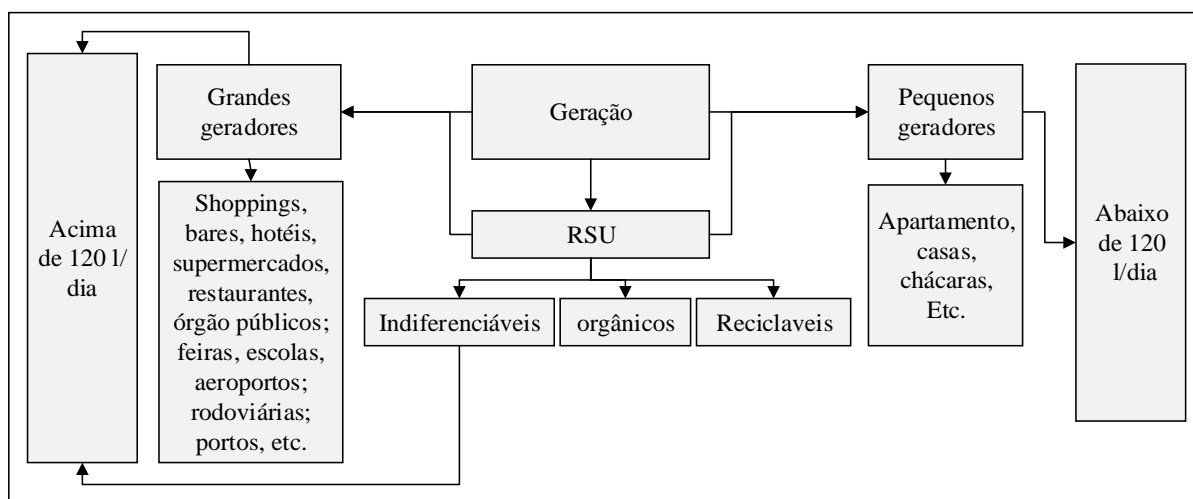 Grandes
geradores
Geração
Pequenos
geradores
Acima
de 120 l/
dia
Shoppings,
bares, hotéis,
supermercados,
restaurantes,
órgão públicos;
feiras, escolas,
aeroportos;
rodoviárias;
portos, etc.
RSU
Apartamento,
casas,
chácaras,
Etc.
Abaixo
de 120
l/dia
Indiferenciáveis
orgânicos
Reciclaveis